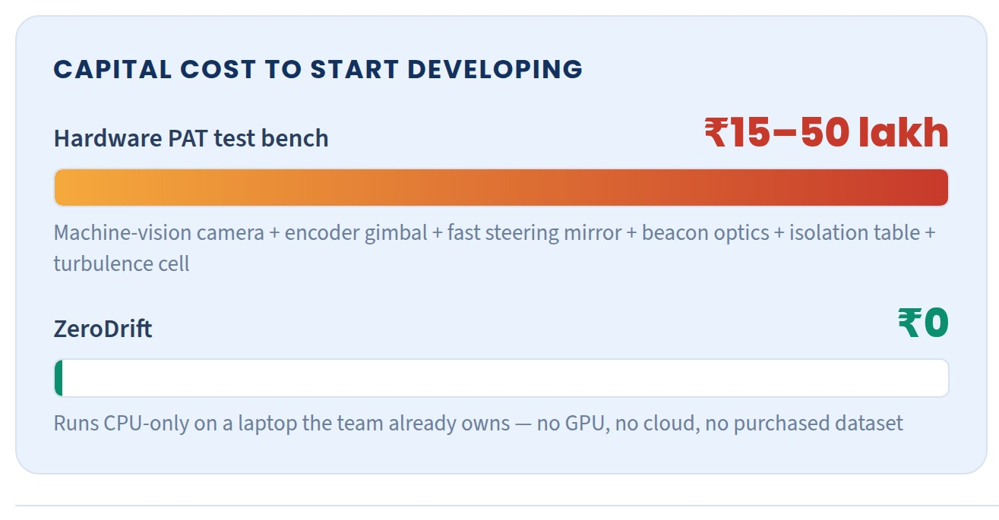 CAPITAL COST TO START DEVELOPING
Hardware PAT test bench
₹15–50 lakh
Machine-vision camera + encoder gimbal + fast steering mirror + beacon optics + isolation table +
turbulence cell
ZeroDrift
₹0
Runs CPU-only on a laptop the team already owns — no GPU, no cloud, no purchased dataset